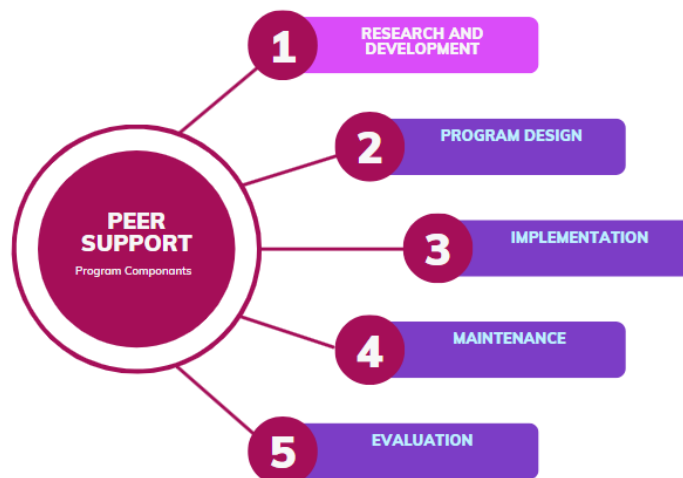 1
RESEARCH AND
DEVELOPMENT
2
PROGRAM DESIGN
PEER
SUPPORT
Program Componants
3
IMPLEMENTATION
4
MAINTENANCE
5
EVALUATION